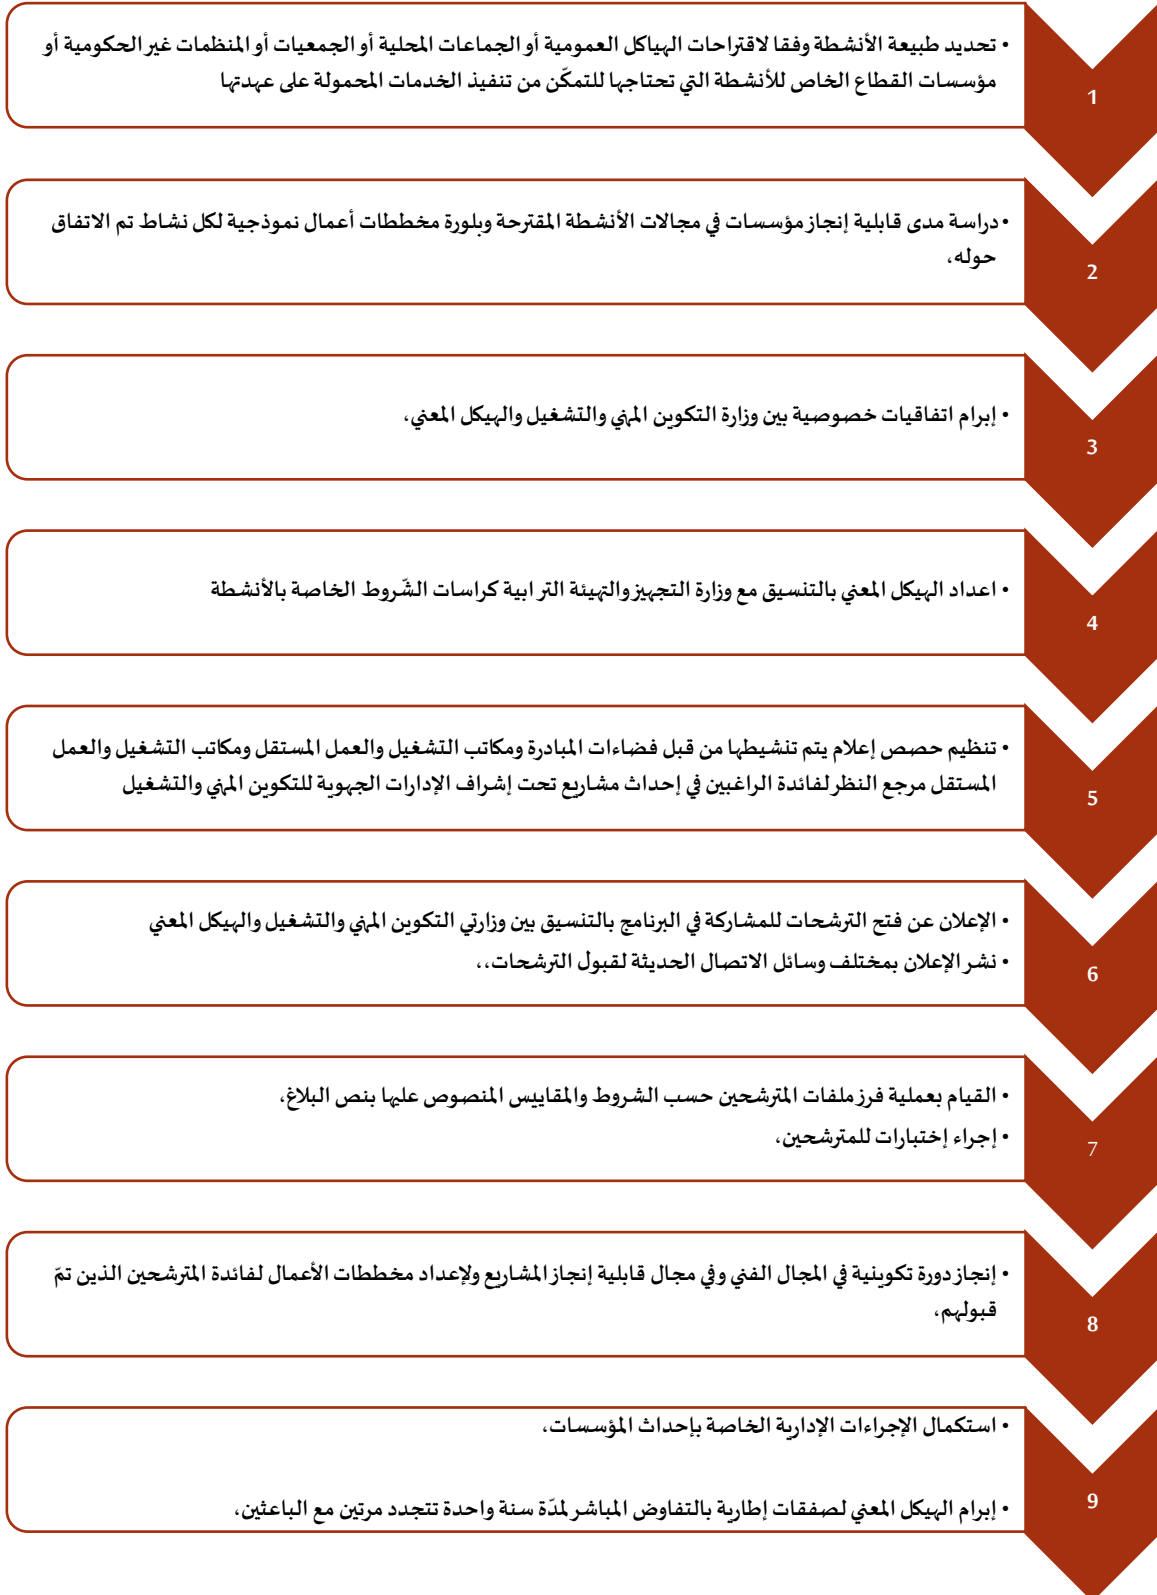 • تحديد طبيعة الأنشطة وفقا لاقتراحات الهياكل العمومية أو الجماعات المحلية أو الجمعيات أو المنظمات غير الحكومية أو
مؤسسات القطاع الخاص للأنشطة التي تحتاجها للتمكّن من تنفيذ الخدمات المحمولة على عهدتها
1
• دراسة مدى قابلية إنجاز مؤسسات في مجالات الأنشطة المقترحة وبلورة مخططات أعمال نموذجية لكل نشاط تم الاتفاق
حوله،
2
• إبرام اتفاقيات خصوصية بين وزارة التكوين المهني والتشغيل والهيكل المعني،
3
• اعداد الهيكل المعني بالتنسيق مع وزارة التجهيز والتهيئة الترابية كراسات الشّروط الخاصة بالأنشطة
4
• تنظيم حصص إعلام يتم تنشيطها من قبل فضاءات المبادرة ومكاتب التشغيل والعمل المستقل ومكاتب التشغيل والعمل
المستقل مرجع النظر لفائدة الراغبين في إحداث مشاريع تحت إشراف الإدارات الجهوية للتكوين المهني والتشغيل
5
• الإعلان عن فتح الترشحات للمشاركة في البرنامج بالتنسيق بين وزارتي التكوين المهني والتشغيل والهيكل المعني
• نشر الإعلان بمختلف وسائل الاتصال الحديثة لقبول الترشحات،،
6
• القيام بعملية فرز ملفات المترشحين حسب الشروط والمقاييس المنصوص عليها بنص البلاغ،
• إجراء إختبارات للمترشحين،
7
• إنجاز دورة تكوينية في المجال الفني وفي مجال قابلية إنجاز المشاريع ولإعداد مخططات الأعمال لفائدة المترشحين الذين تمّ
قبولهم،
8
• استكمال الإجراءات الإدارية الخاصة بإحداث المؤسسات،
• إبرام الهيكل المعني لصفقات إطارية بالتفاوض المباشر لمدّة سنة واحدة تتجدد مرتين مع الباعثين،
9